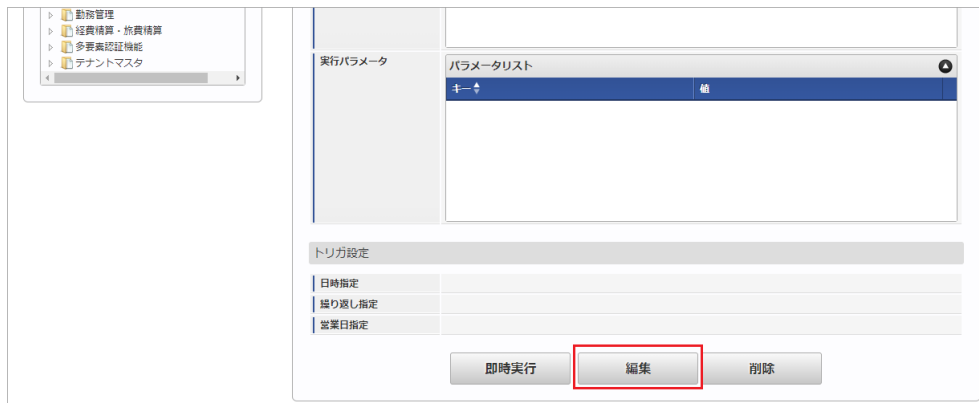 勤務管理
経費精算・旅費精算
多要素認証機能
テナントマスタ
実行パラメータ
パラメータリスト
キー 値
トリガ設定
日時指定
繰り返し指定
営業日指定
即時実行 編集 削除